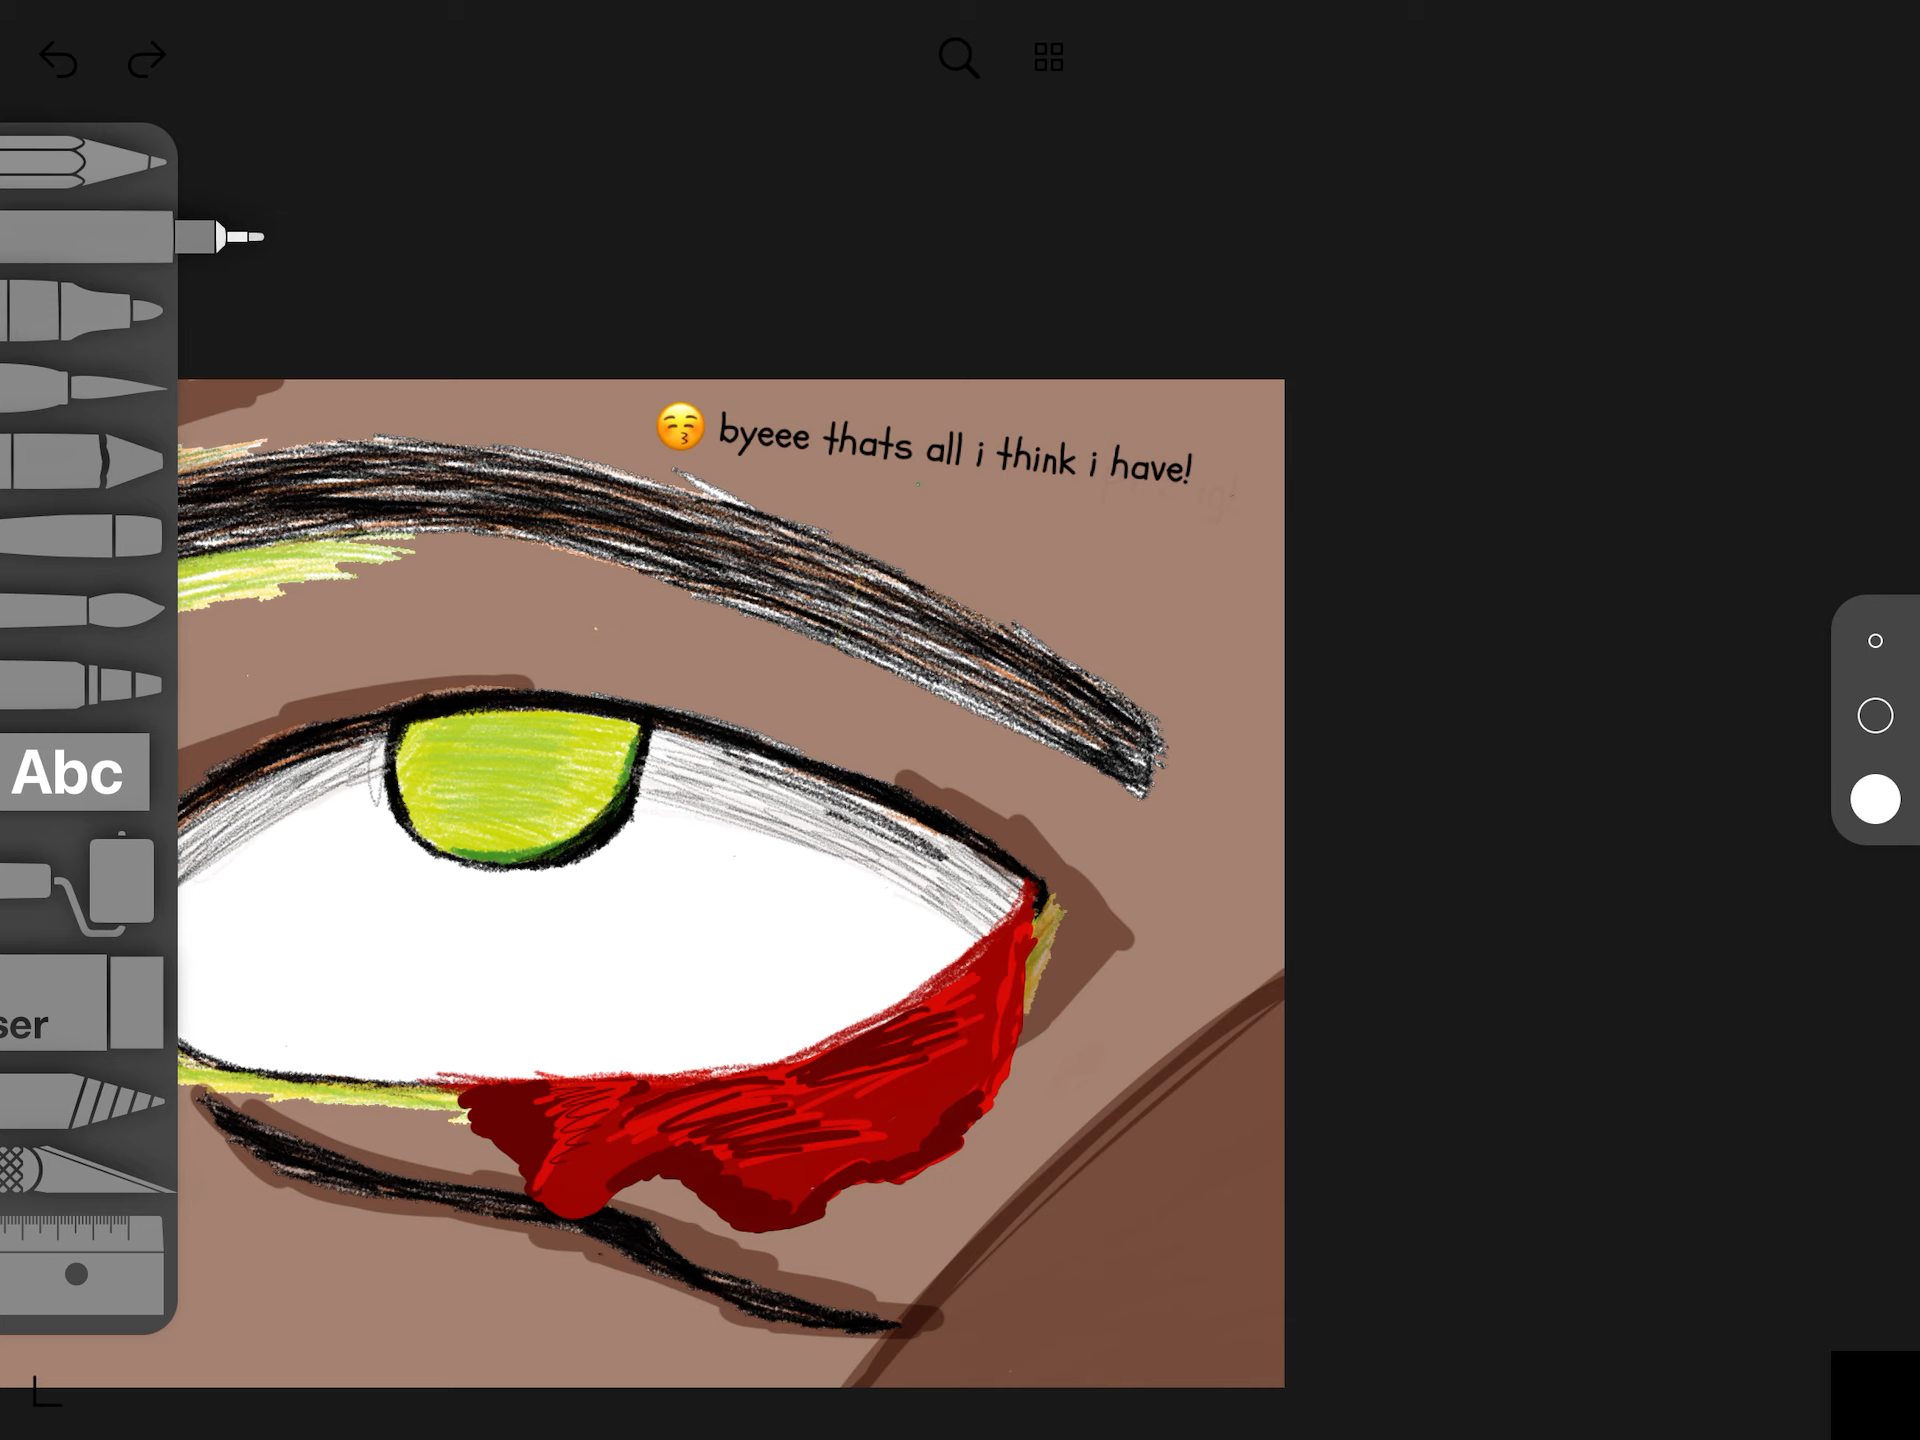 😚 byeee thats all i think i have!
Abc
ser